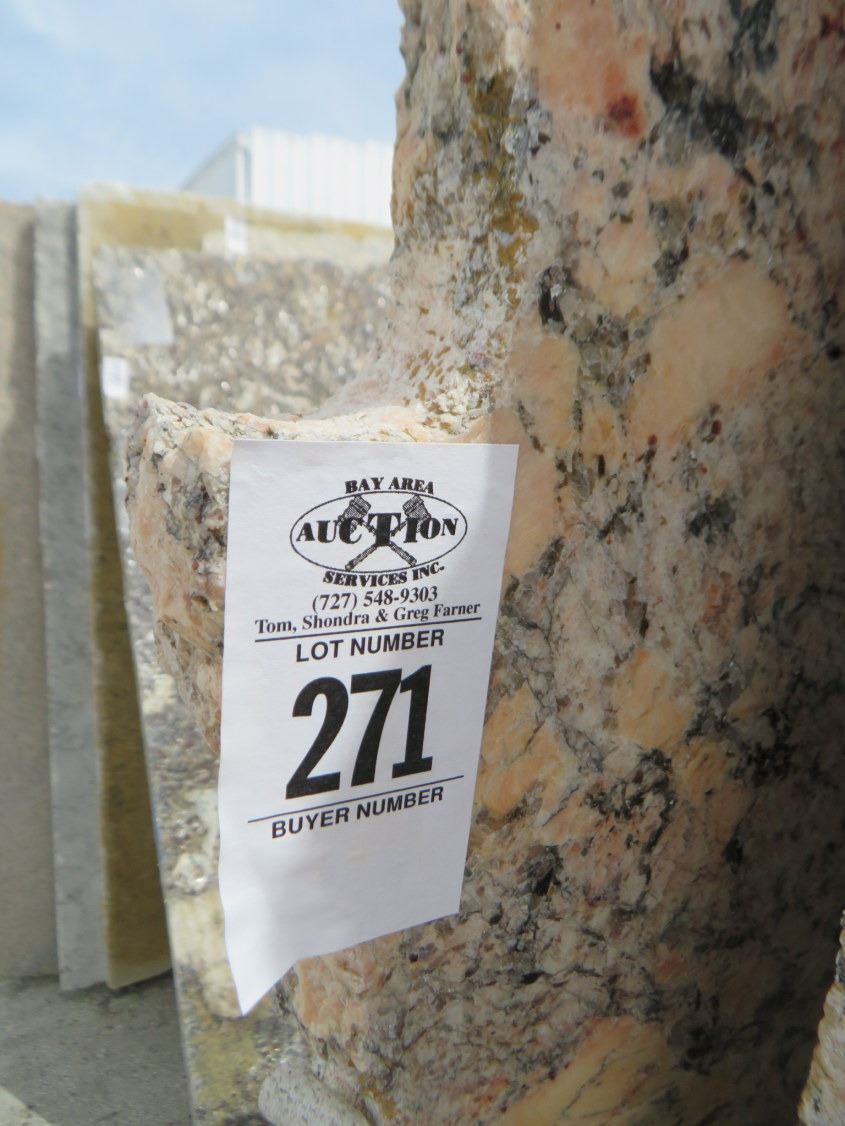 BAY AREA
AUCTION
SERVICES INC.
(727) 548-9303
Tom, Shondra & Greg Farner
LOT NUMBER
271
BUYER NUMBER